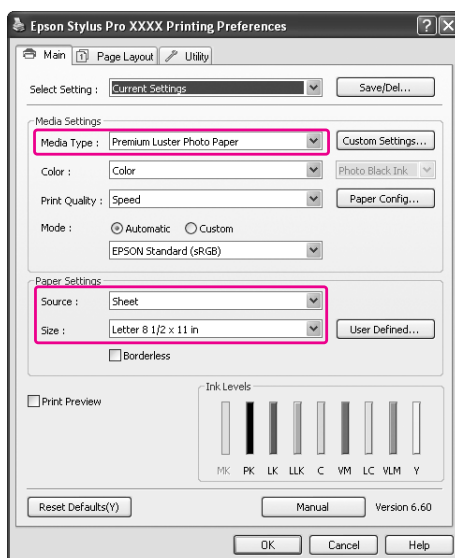 Epson Stylus Pro XXXX Printing Preferences
Main Page Layout Utility
Select Setting : Current Settings Save/Del...
Media Settings
Media Type : Premium Luster Photo Paper Custom Settings...
Color : Color Photo Black Ink
Print Quality : Speed Paper Config...
Mode : Automatic Custom
EPSON Standard (sRGB)
Paper Settings
Source : Sheet
Size : Letter 8 1/2 x 11 in User Defined...
Borderless
Print Preview
Ink Levels
MK PK LK LLK C VM LC VLM Y
Reset Defaults(Y) Manual Version 6.60
OK Cancel Help